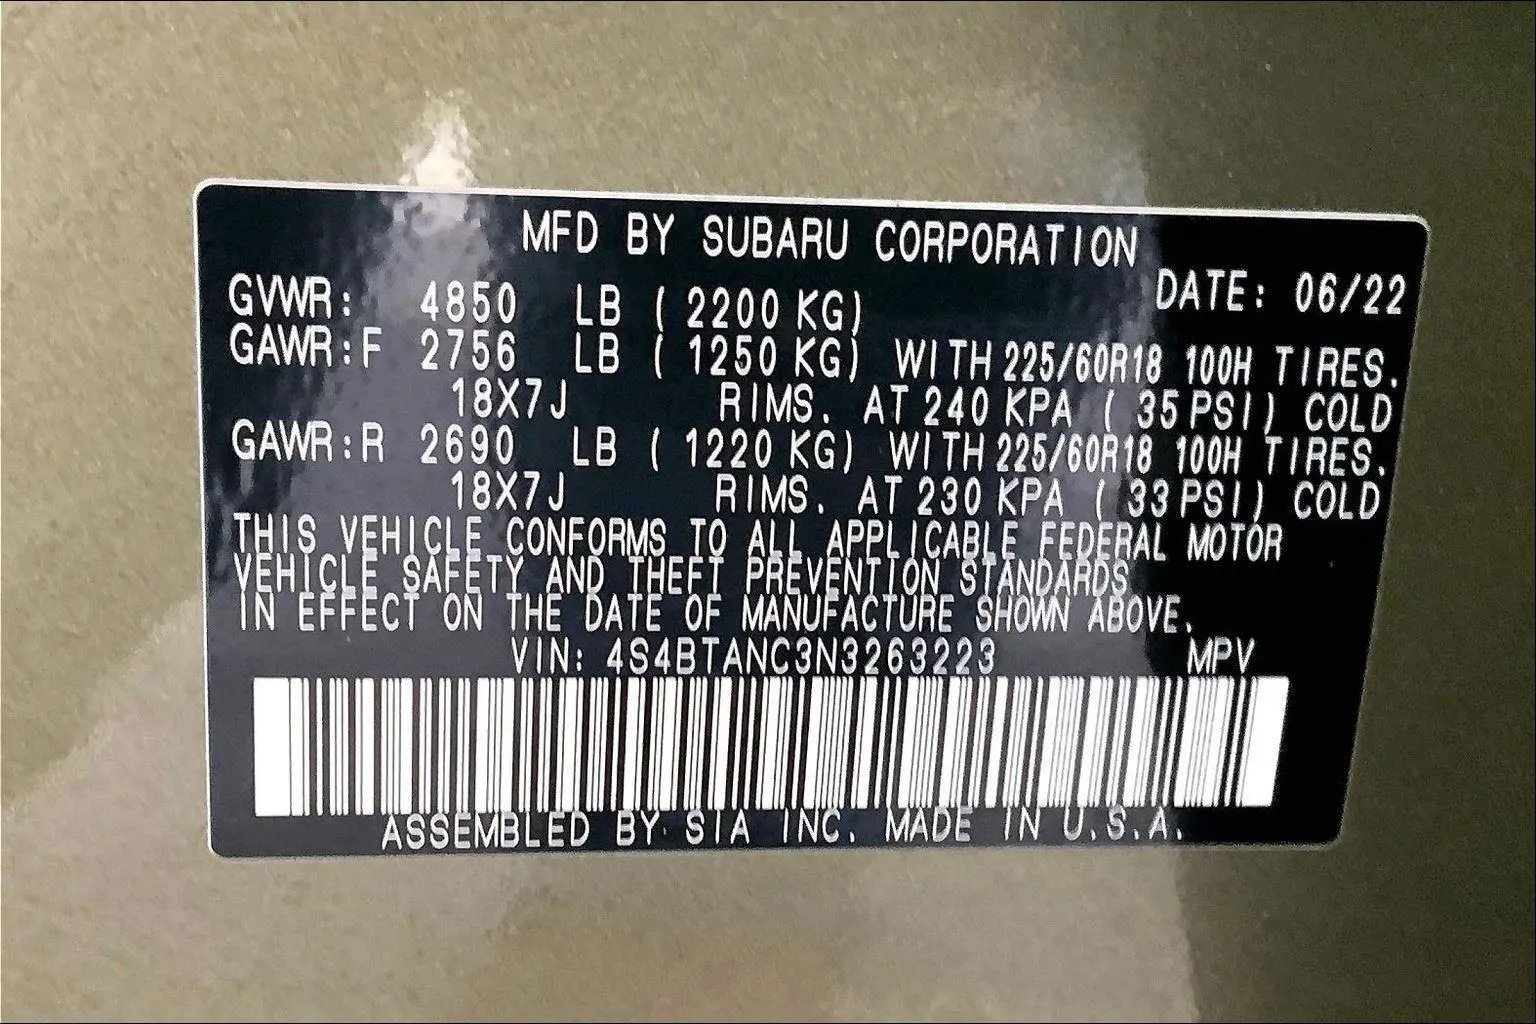 MFD BY SUBARU CORPORATION
DATE: 06/22
GVWR: 4850 LB ( 2200 KG)
GAWR:F 2756 LB ( 1250 KG) WITH 225/60R18 100H TIRES.
18X7J RIMS. AT 240 KPA ( 35 PSI) COLD
GAWR:R 2690 LB ( 1220 KG) WITH 225/60R18 100H TIRES.
18X7J RIMS. AT 230 KPA ( 33 PSI) COLD
THIS VEHICLE CONFORMS TO ALL APPLICABLE FEDERAL MOTOR
VEHICLE SAFETY AND THEFT PREVENTION STANDARDS
IN EFFECT ON THE DATE OF MANUFACTURE SHOWN ABOVE.
VIN: 4S4BTANC3N3263223 MPV
ASSEMBLED BY SIA INC. MADE IN U.S.A.